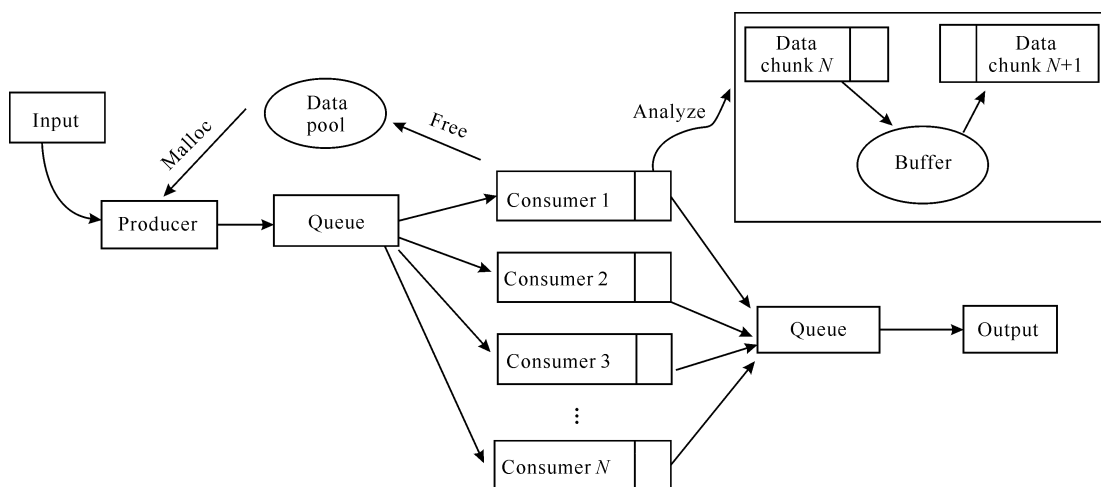 Input
Malloc
Data
pool
Free
Analyze
Data
chunk N
Data
chunk N+1
Buffer
Producer
Queue
Consumer 1
Consumer 2
Consumer 3
⋮
Consumer N
Queue
Output